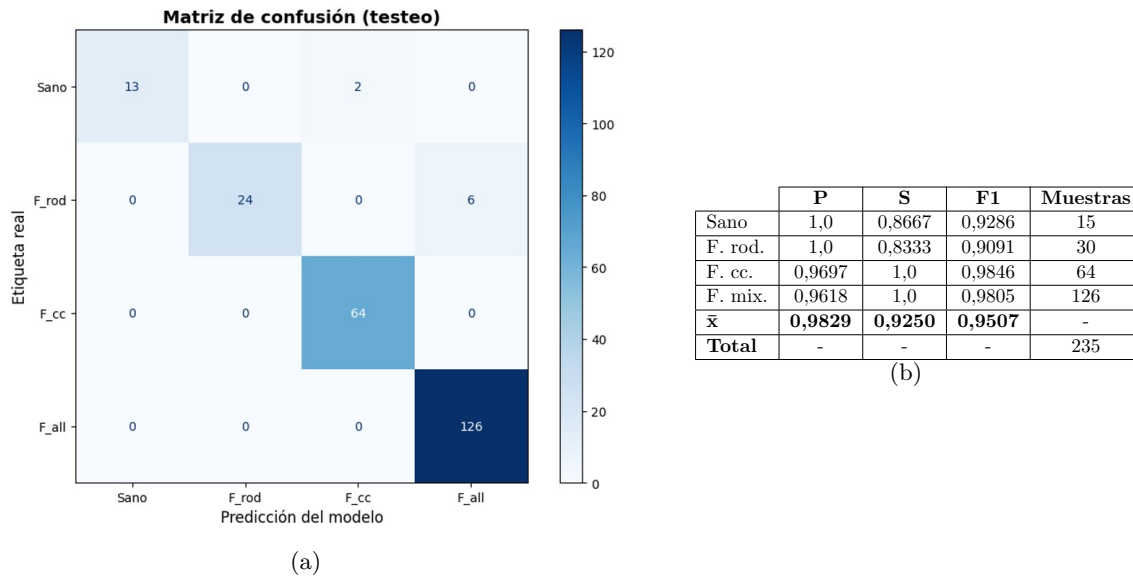 Matriz de confusión (testeo)
Sano 13 0 2 0
F_rod 0 24 0 6
F_cc 0 0 64 0
F_all 0 0 0 126
Sano F_rod F_cc F_all
Predicción del modelo
Etiqueta real
120
100
80
60
40
20
0
(a)
P S F1 Muestras
Sano 1,0 0,8667 0,9286 15
F. rod. 1,0 0,8333 0,9091 30
F. cc. 0,9697 1,0 0,9846 64
F. mix. 0,9618 1,0 0,9805 126
x̄ 0,9829 0,9250 0,9507 -
Total - - - 235
(b)